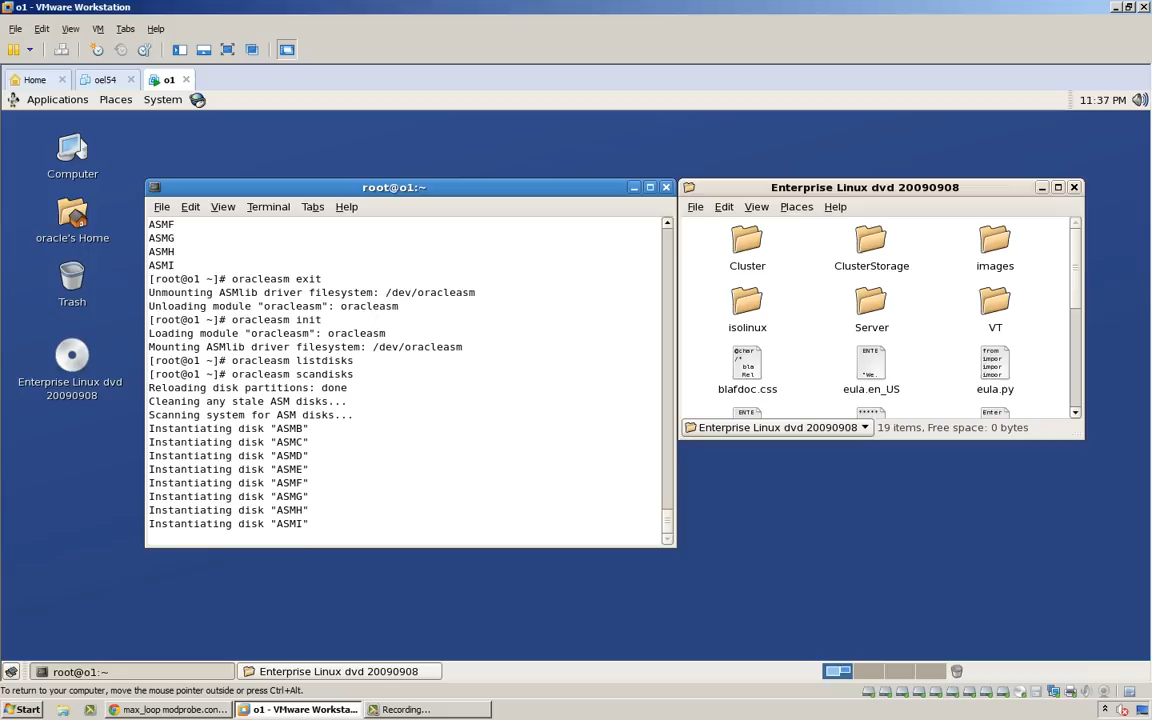 o1 - VMware Workstation
File Edit View VM Tabs Help
Home oel54 o1
Applications Places System 11:37 PM
Computer
oracle's Home
Trash
Enterprise Linux dvd 20090908
root@o1:~
File Edit View Terminal Tabs Help
ASMF
ASMG
ASMH
ASMI
[root@o1 ~]# oracleasm exit
Unmounting ASMlib driver filesystem: /dev/oracleasm
Unloading module "oracleasm": oracleasm
[root@o1 ~]# oracleasm init
Loading module "oracleasm": oracleasm
Mounting ASMlib driver filesystem: /dev/oracleasm
[root@o1 ~]# oracleasm listdisks
[root@o1 ~]# oracleasm scandisks
Reloading disk partitions: done
Cleaning any stale ASM disks...
Scanning system for ASM disks...
Instantiating disk "ASMB"
Instantiating disk "ASMC"
Instantiating disk "ASMD"
Instantiating disk "ASME"
Instantiating disk "ASMF"
Instantiating disk "ASMG"
Instantiating disk "ASMH"
Instantiating disk "ASMI"
Enterprise Linux dvd 20090908
File Edit View Places Help
Cluster ClusterStorage images
isolinux Server VT
blafdoc.css eula.en_US eula.py
Enterprise Linux dvd 20090908 19 items, Free space: 0 bytes
root@o1:~ Enterprise Linux dvd 20090908
To return to your computer, move the mouse pointer outside or press Ctrl+Alt.
Start max_loop modprobe.con... o1 - VMware Worksta... Recording...